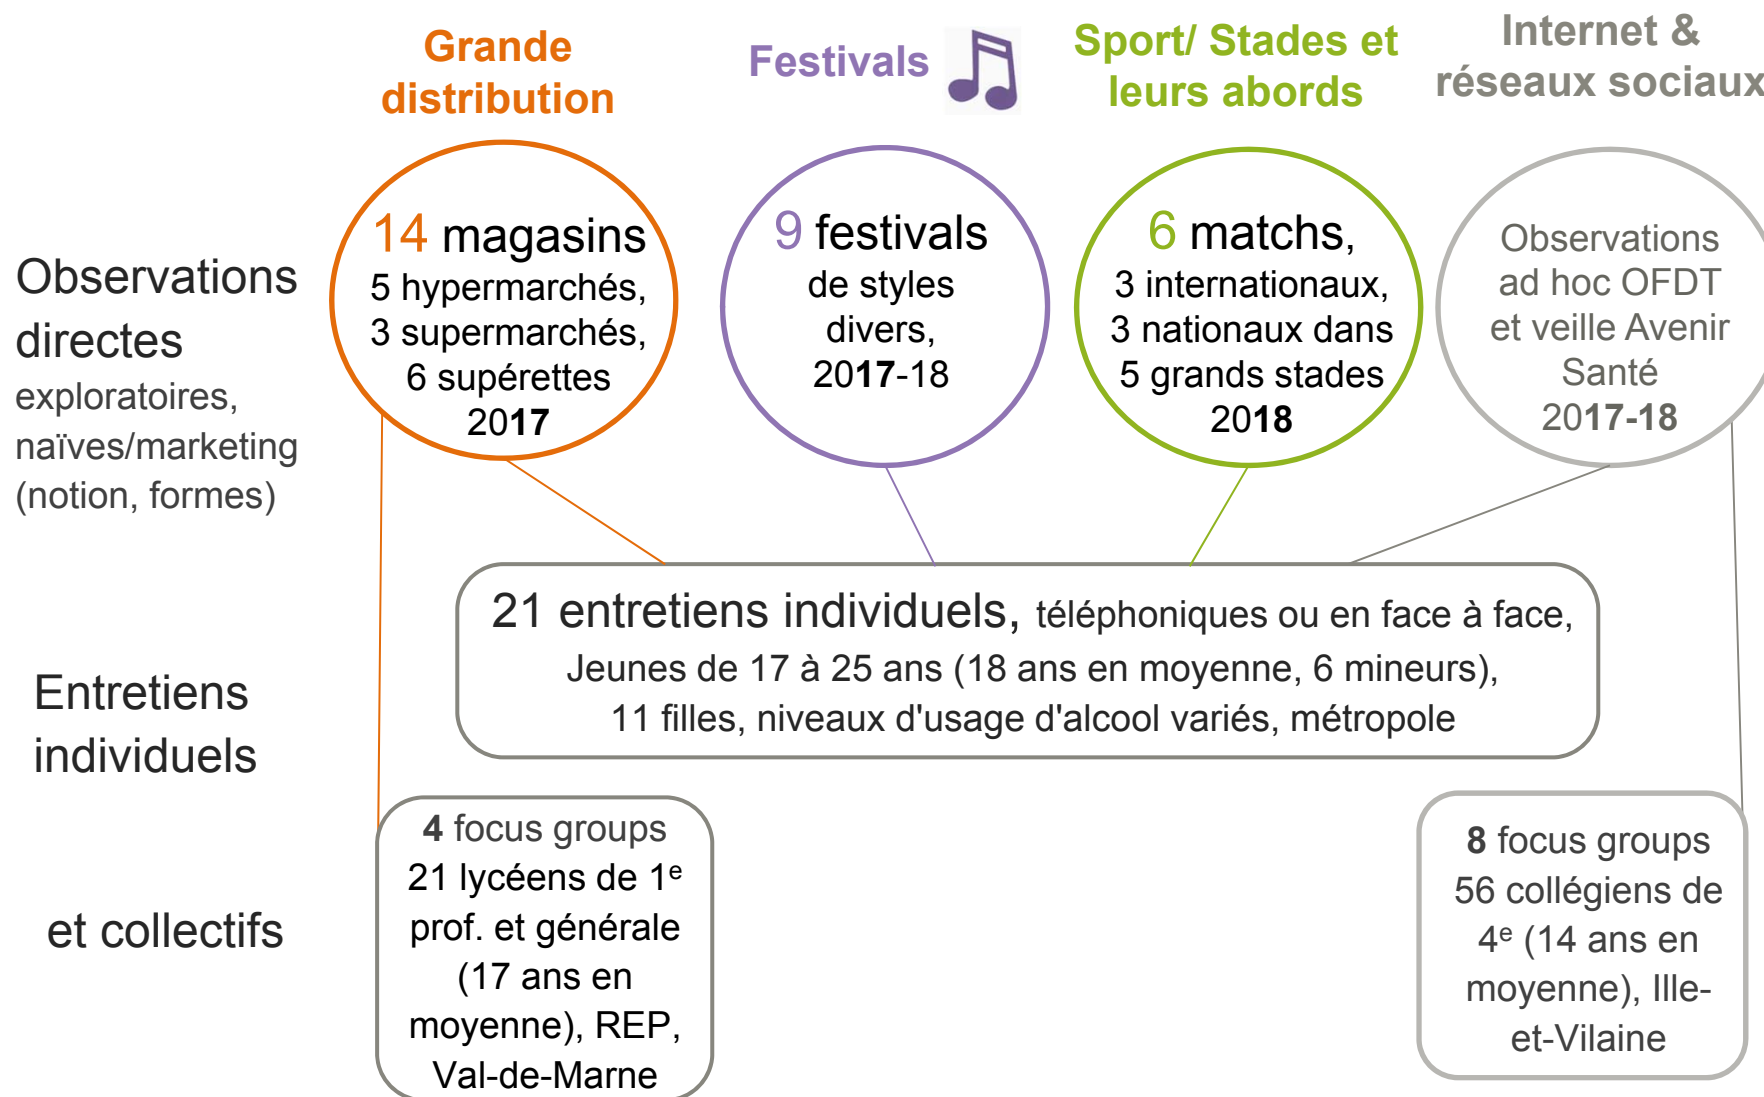 Grande
distribution
Festivals
Sport/ Stades et
leurs abords
Internet &
réseaux sociaux
Observations
directes
exploratoires,
naïves/marketing
(notion, formes)
14 magasins
5 hypermarchés,
3 supermarchés,
6 supérettes
2017
9 festivals
de styles
divers,
2017-18
6 matchs,
3 internationaux,
3 nationaux dans
5 grands stades
2018
Observations
ad hoc OFDT
et veille Avenir
Santé
2017-18
Entretiens
individuels
21 entretiens individuels, téléphoniques ou en face à face,
Jeunes de 17 à 25 ans (18 ans en moyenne, 6 mineurs),
11 filles, niveaux d'usage d'alcool variés, métropole
et collectifs
4 focus groups
21 lycéens de 1e
prof. et générale
(17 ans en
moyenne), REP,
Val-de-Marne
8 focus groups
56 collégiens de
4e (14 ans en
moyenne), Ille-
et-Vilaine